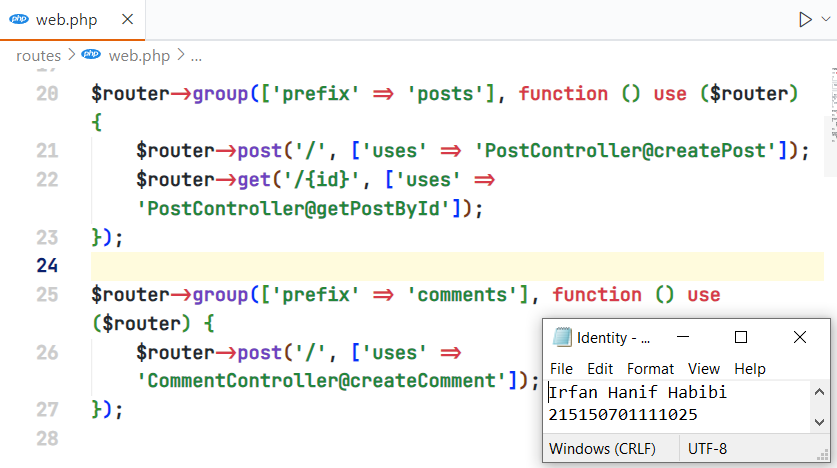 php web.php
routes > php web.php > ...
19
20 $router->group(['prefix' => 'posts'], function () use ($router)
{
21 $router->post('/', ['uses' => 'PostController@createPost']);
22 $router->get('/{id}', ['uses' =>
'PostController@getPostById']);
23 });
24
25 $router->group(['prefix' => 'comments'], function () use
($router) {
26 $router->post('/', ['uses' =>
'CommentController@createComment']);
27 });
28
Identity - ...
File Edit Format View Help
Irfan Hanif Habibi
215150701111025
Windows (CRLF) UTF-8